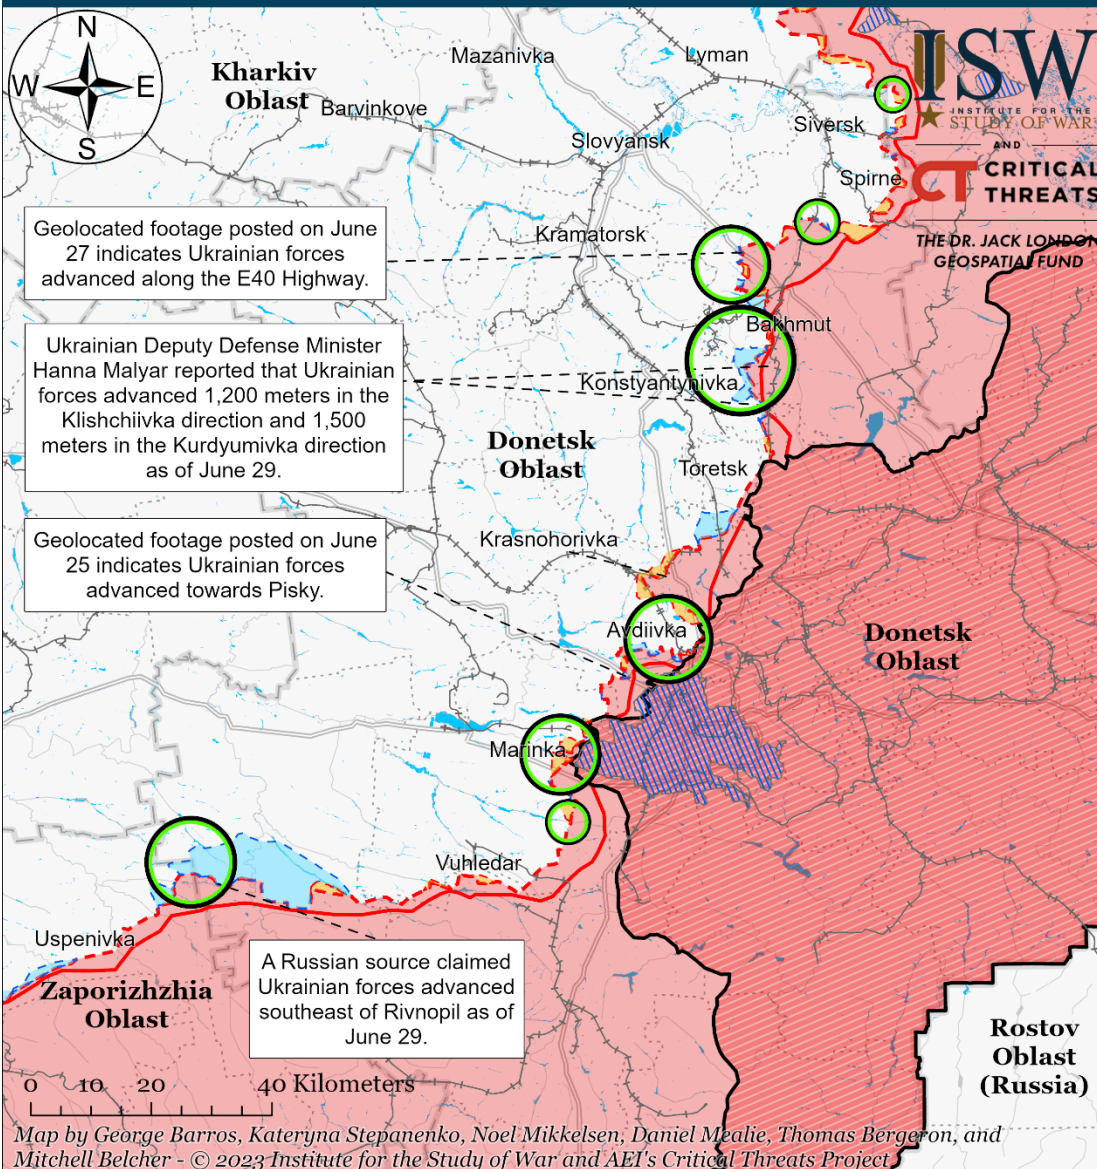 N
W
E
S
Kharkiv
Oblast
Mazanivka
Lyman
Barvinkove
Slovyansk
Siversk
Spirne
Kramatorsk
ISW
INSTITUTE FOR THE
STUDY OF WAR
AND
CT CRITICAL
THREATS
THE DR. JACK LONDON
GEOSPATIAL FUND
Geolocated footage posted on June
27 indicates Ukrainian forces
advanced along the E40 Highway.
Bakhmut
Ukrainian Deputy Defense Minister
Hanna Malyar reported that Ukrainian
forces advanced 1,200 meters in the
Klishchiivka direction and 1,500
meters in the Kurdyumivka direction
as of June 29.
Konstyantynivka
Donetsk
Oblast
Toretsk
Geolocated footage posted on June
25 indicates Ukrainian forces
advanced towards Pisky.
Krasnohorivka
Avdiivka
Donetsk
Oblast
Marinka
Vuhledar
Uspenivka
A Russian source claimed
Ukrainian forces advanced
southeast of Rivnopil as of
June 29.
Zaporizhzhia
Oblast
Rostov
Oblast
(Russia)
0 10 20 40 Kilometers
Map by George Barros, Kateryna Stepanenko, Noel Mikkelsen, Daniel Mealie, Thomas Bergeron, and
Mitchell Belcher - © 2023 Institute for the Study of War and AEI's Critical Threats Project